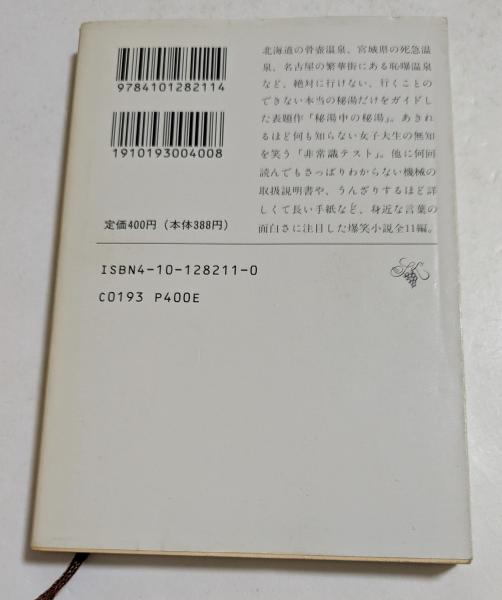 9784101282114
1910193004008
定価400円（本体388円）
北海道の骨壺温泉、宮城県の死急温
泉、名古屋の繁華街にある恥曝温泉
など、絶対に行けない、行くことの
できない本当の秘湯だけをガイドし
た表題作「秘湯中の秘湯」。あきれ
るほど何も知らない女子大生の無知
を笑う「非常識テスト」。他に何回
読んでもさっぱりわからない機械の
取扱説明書や、うんざりするほど詳
しくて長い手紙など、身近な言葉の
面白さに注目した爆笑小説全11編。
ISBN4-10-128211-0
C0193 P400E